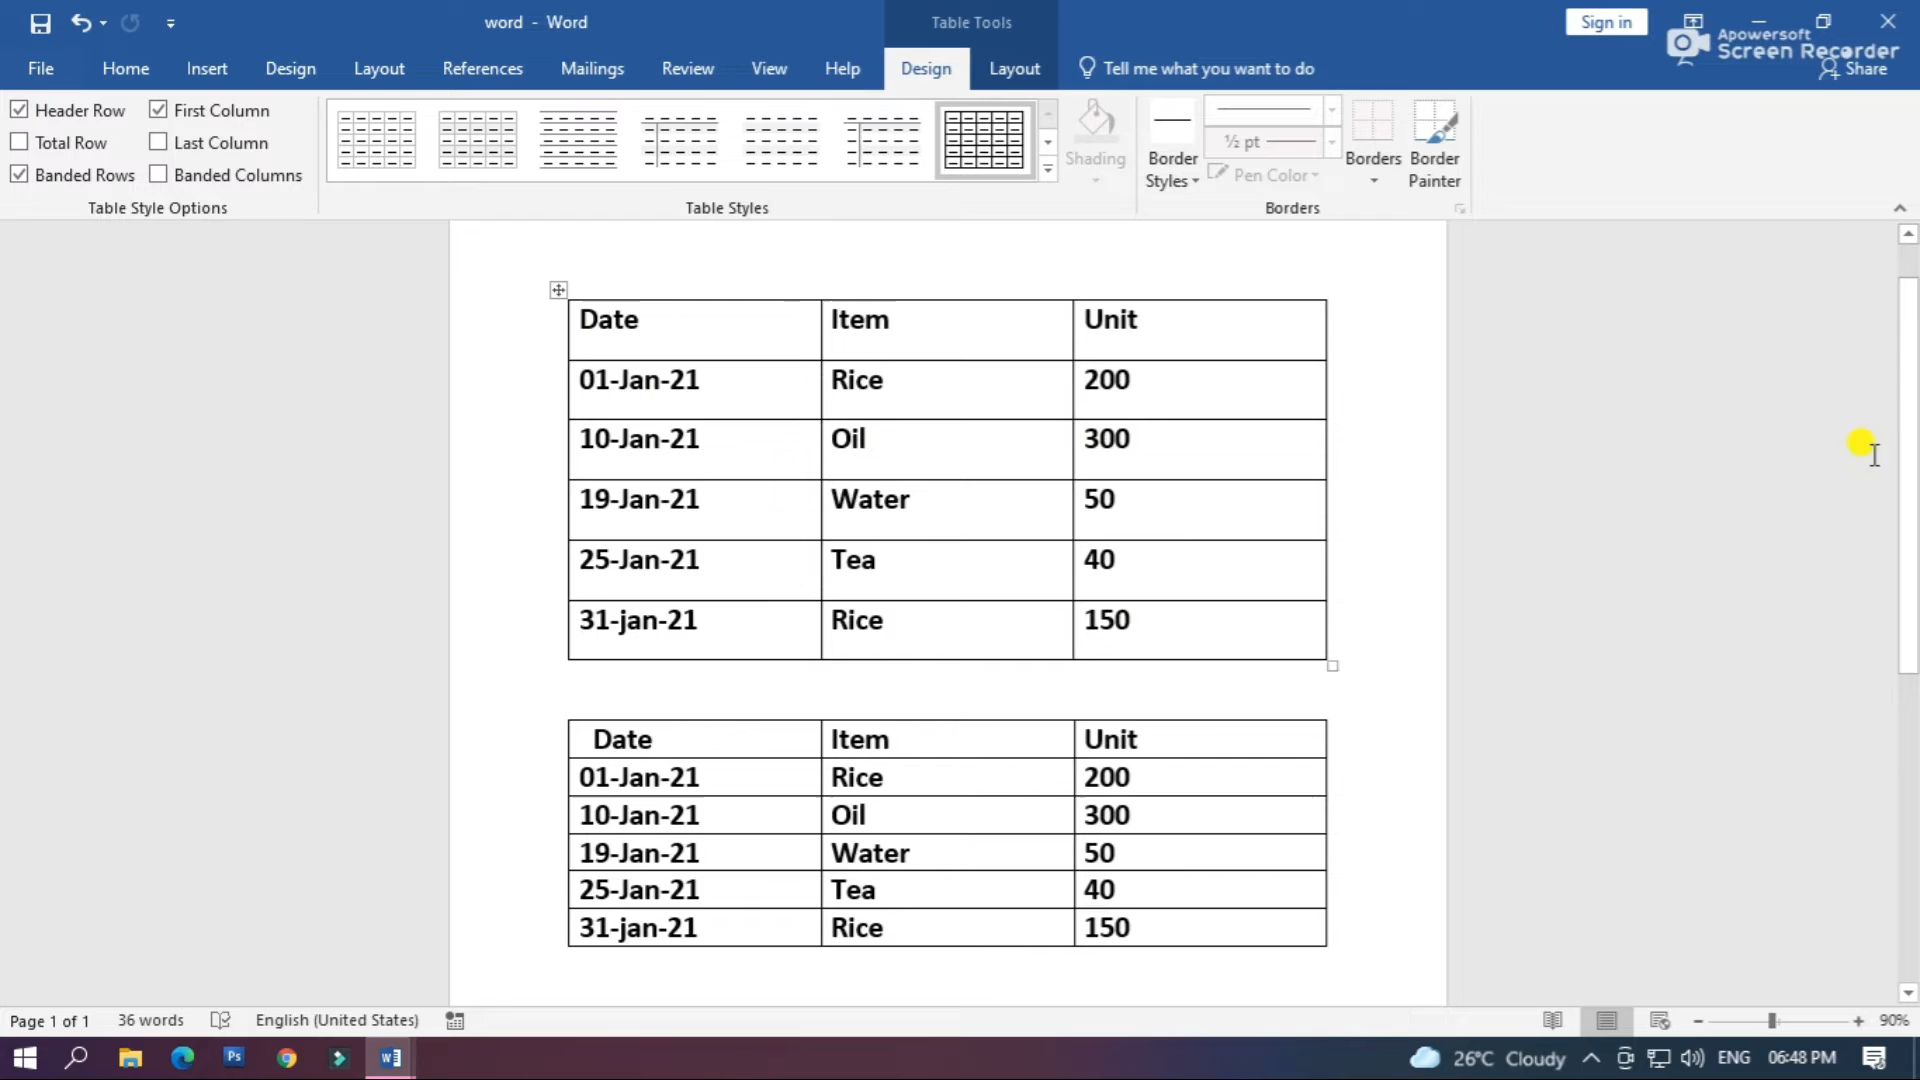 word - Word
Table Tools
Sign in
Apowersoft
Screen Recorder
File Home Insert Design Layout References Mailings Review View Help Design Layout Tell me what you want to do Share
Header Row First Column
Total Row Last Column
Banded Rows Banded Columns
Table Style Options
Table Styles
Shading
Border
Styles
½ pt
Pen Color
Borders
Border
Painter
Borders
Date Item Unit
01-Jan-21 Rice 200
10-Jan-21 Oil 300
19-Jan-21 Water 50
25-Jan-21 Tea 40
31-jan-21 Rice 150
Date Item Unit
01-Jan-21 Rice 200
10-Jan-21 Oil 300
19-Jan-21 Water 50
25-Jan-21 Tea 40
31-jan-21 Rice 150
Page 1 of 1 36 words English (United States) 90%
Ps W 26°C Cloudy ENG 06:48 PM